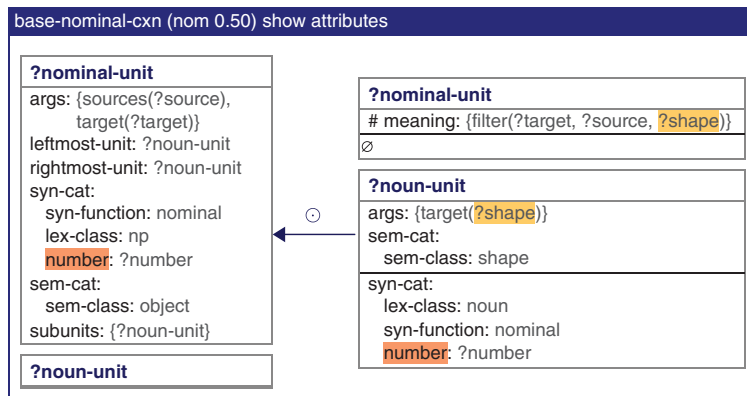 base-nominal-cxn (nom 0.50) show attributes
?nominal-unit
args: {sources(?source),
target(?target)}
leftmost-unit: ?noun-unit
rightmost-unit: ?noun-unit
syn-cat:
syn-function: nominal
lex-class: np
number: ?number
sem-cat:
sem-class: object
subunits: {?noun-unit}
?noun-unit
⊙
?nominal-unit
# meaning: {filter(?target, ?source, ?shape)}
∅
?noun-unit
args: {target(?shape)}
sem-cat:
sem-class: shape
syn-cat:
lex-class: noun
syn-function: nominal
number: ?number